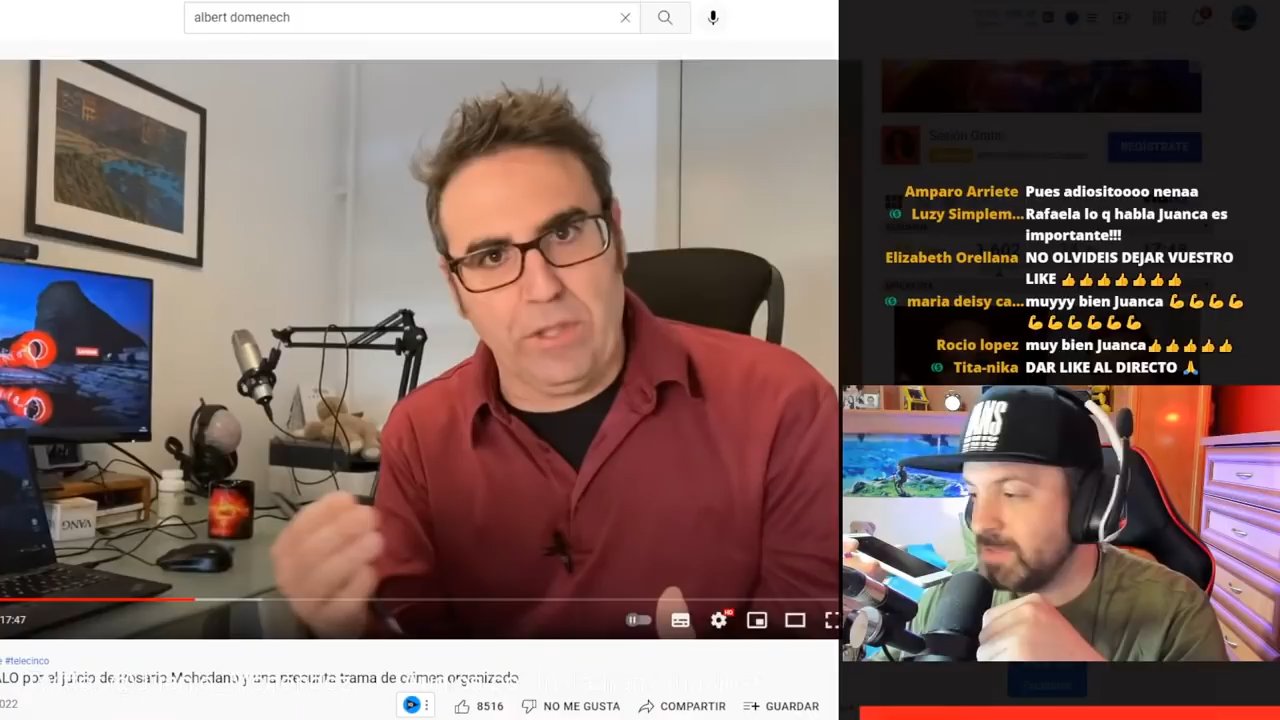 albert domenech
17:47
HD
#telecinco
ALO por el juicio de Rosario Mohedano y una presunta trama de crimen organizado
2022
8516
NO ME GUSTA
COMPARTIR
GUARDAR
REGÍSTRATE
Amparo Arriete Pues adiositoooo nenaa
Luzy Simplem... Rafaela lo q habla Juanca es
importante!!!
Elizabeth Orellana NO OLVIDEIS DEJAR VUESTRO
LIKE 👍👍👍👍👍👍👍
maria deisy ca... muyyy bien Juanca 💪💪💪💪
💪💪💪💪💪💪
Rocio lopez muy bien Juanca👍👍👍👍👍
Tita-nika DAR LIKE AL DIRECTO 🙏